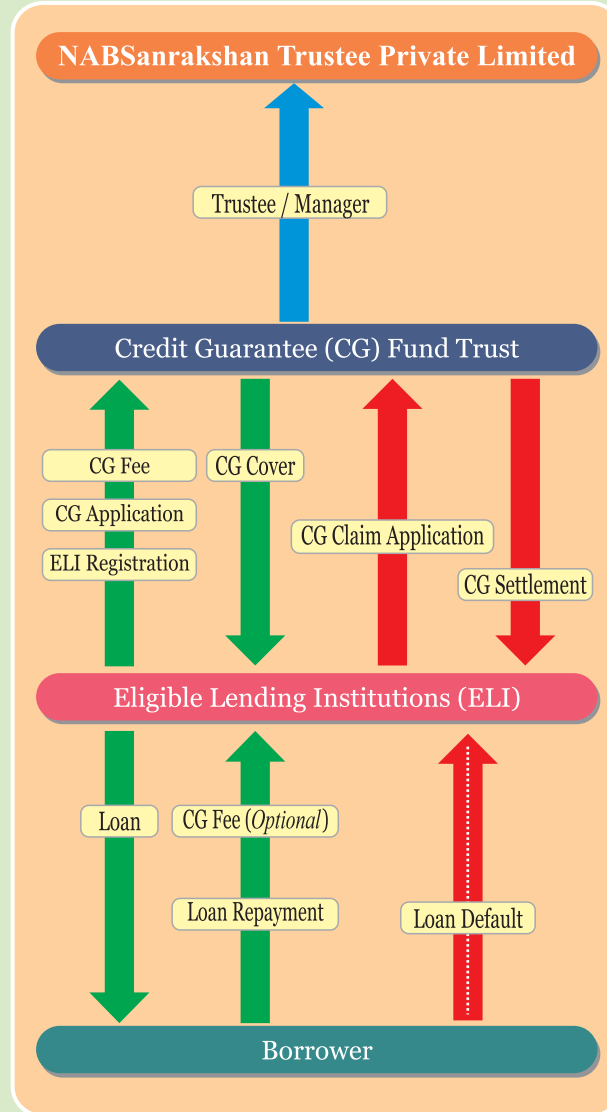 NABSanrakshan Trustee Private Limited
Trustee / Manager
Credit Guarantee (CG) Fund Trust
CG Fee
CG Application
ELI Registration
CG Cover
CG Claim Application
CG Settlement
Eligible Lending Institutions (ELI)
Loan
CG Fee (Optional)
Loan Repayment
Loan Default
Borrower